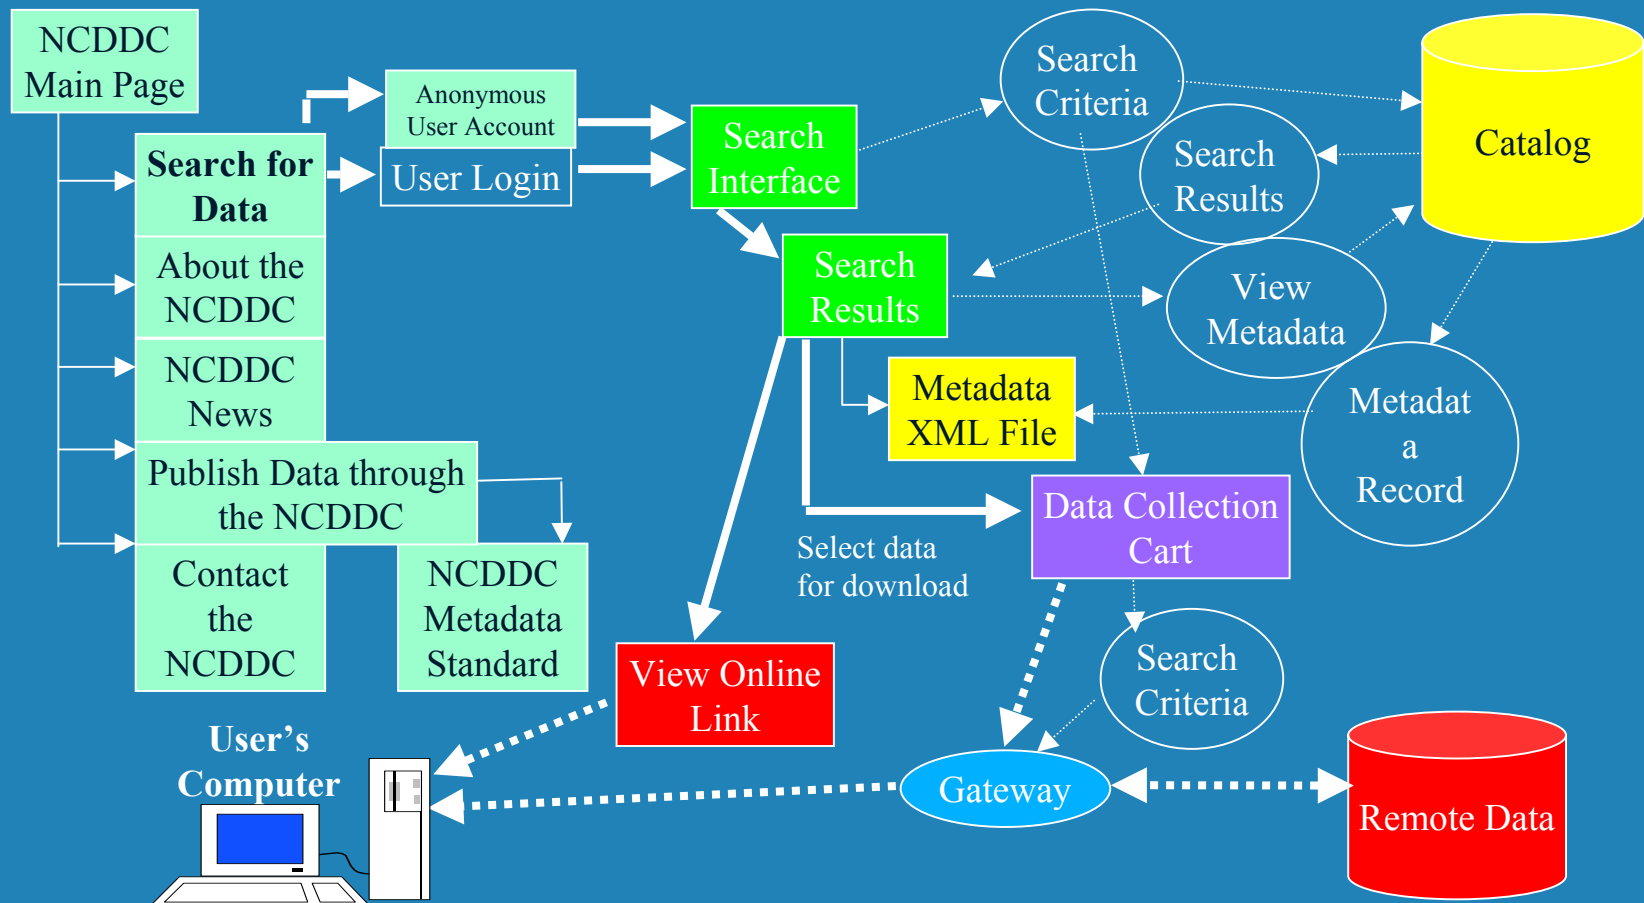 NCDDC
Main Page
Search for
Data
About the
NCDDC
NCDDC
News
Publish Data through
the NCDDC
Contact
the
NCDDC
NCDDC
Metadata
Standard
Anonymous
User Account
User Login
Search
Interface
Search
Results
Metadata
XML File
Select data
for download
Data Collection
Cart
View Online
Link
Search
Criteria
Search
Results
View
Metadata
Metadat
a
Record
Catalog
Search
Criteria
Gateway
Remote Data
User's
Computer